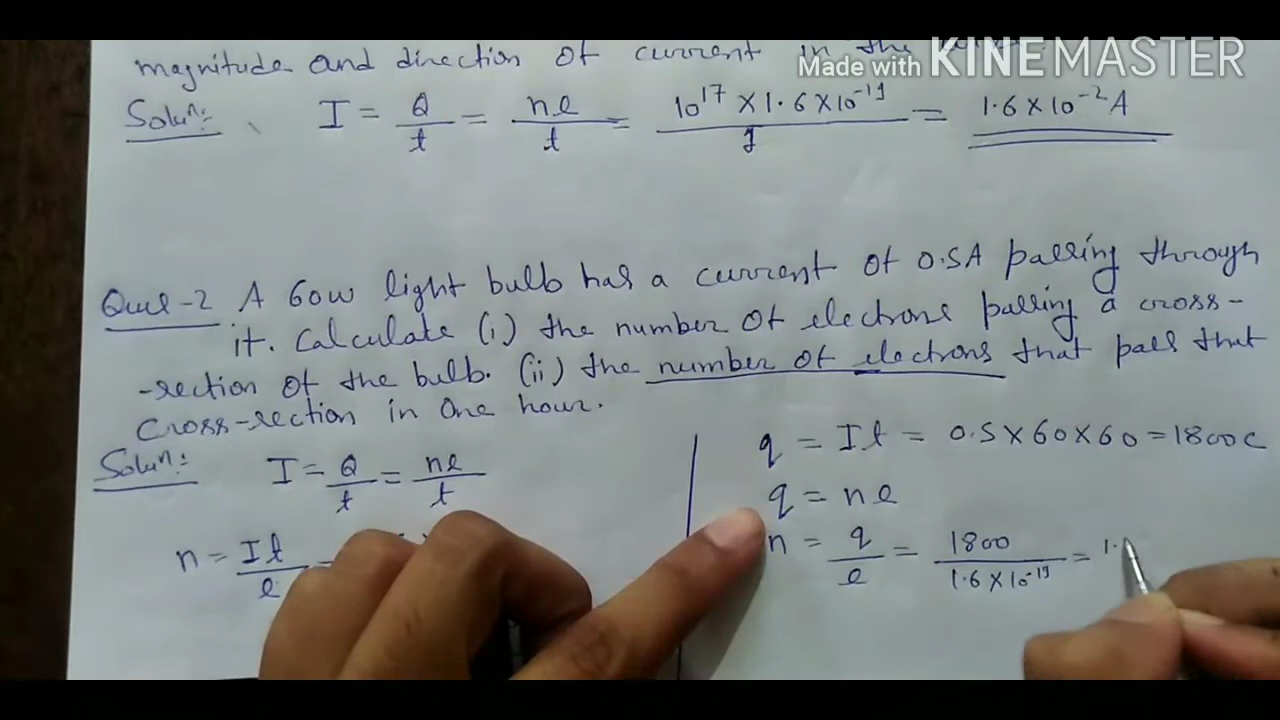 magnitude and direction of current in the
Made with KINEMASTER
Solun:- I = Q/t = ne/t = 10^17 × 1.6 × 10^-19/1 = 1.6 × 10^-2 A
Ques-2 A 60W light bulb has a current of 0.5A passing through
it. Calculate (i) the number of electrons passing a cross-
-section of the bulb. (ii) the number of electrons that pass that
cross-section in one hour.
Solun:- I = Q/t = ne/t
n = It/e =
q = It = 0.5 × 60 × 60 = 1800 C
q = ne
n = q/e = 1800/1.6 × 10^-19 = 1.